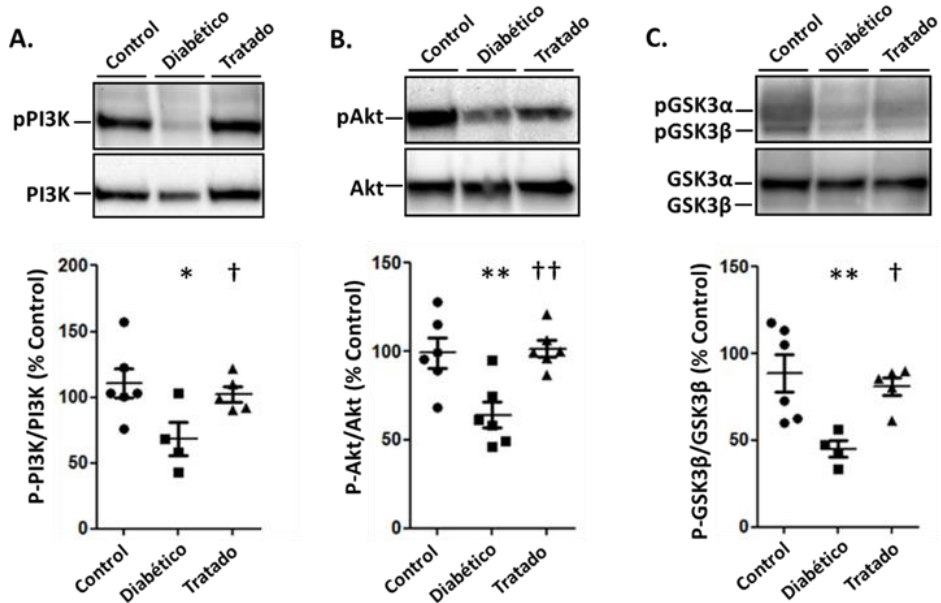 A.
Control Diabético Tratado
pPI3K
PI3K
P-PI3K/PI3K (% Control)
200
150
100
50
0
* †
Control Diabético Tratado
B.
Control Diabético Tratado
pAkt
Akt
P-Akt/Akt (% Control)
150
100
50
0
** ††
Control Diabético Tratado
C.
Control Diabético Tratado
pGSK3α
pGSK3β
GSK3α
GSK3β
P-GSK3β/GSK3β (% Control)
150
100
50
0
** †
Control Diabético Tratado